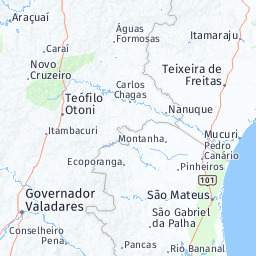 Araçuaí
Águas
Formosas
Itamaraju
Caraí
Novo
Cruzeiro
Teixeira de
Freitas
Carlos
Chagas
Teófilo
Otoni
Nanuque
Itambacuri
Montanha
Mucuri
Pedro
Canário
Ecoporanga
Pinheiros
101
Governador
Valadares
São Mateus
São Gabriel
da Palha
Conselheiro
Pena
Pancas
Rio Bananal